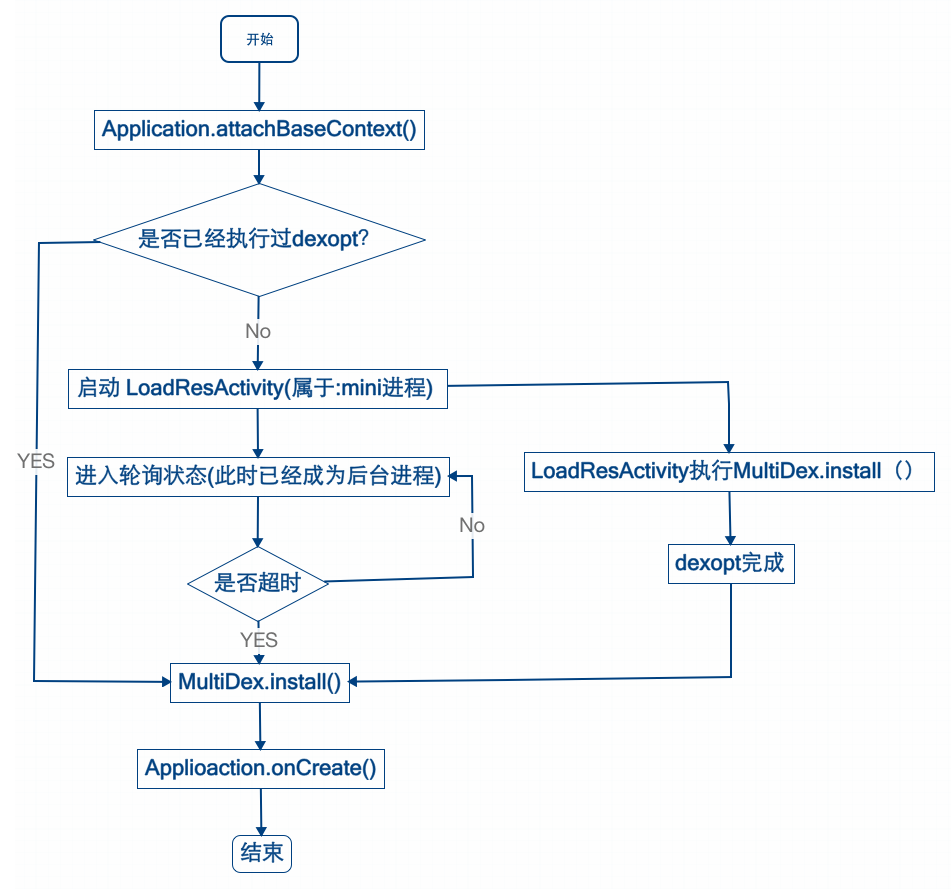 开始
Application.attachBaseContext()
是否已经执行过dexopt?
No
启动 LoadResActivity(属于:mini进程)
YES
进入轮询状态(此时已经成为后台进程)
LoadResActivity执行MultiDex.install（）
No
dexopt完成
是否超时
YES
MultiDex.install()
Applioaction.onCreate()
结束